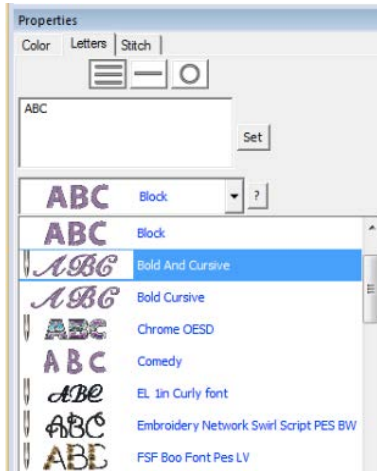 Properties
Color Letters Stitch
ABC
Set
ABC Block ?
ABC Block
ABC Bold And Cursive
ABC Bold Cursive
ABC Chrome OESD
ABC Comedy
ABC EL 1in Curly font
ABC Embroidery Network Swirl Script PES BW
ABC FSF Boo Font Pes LV